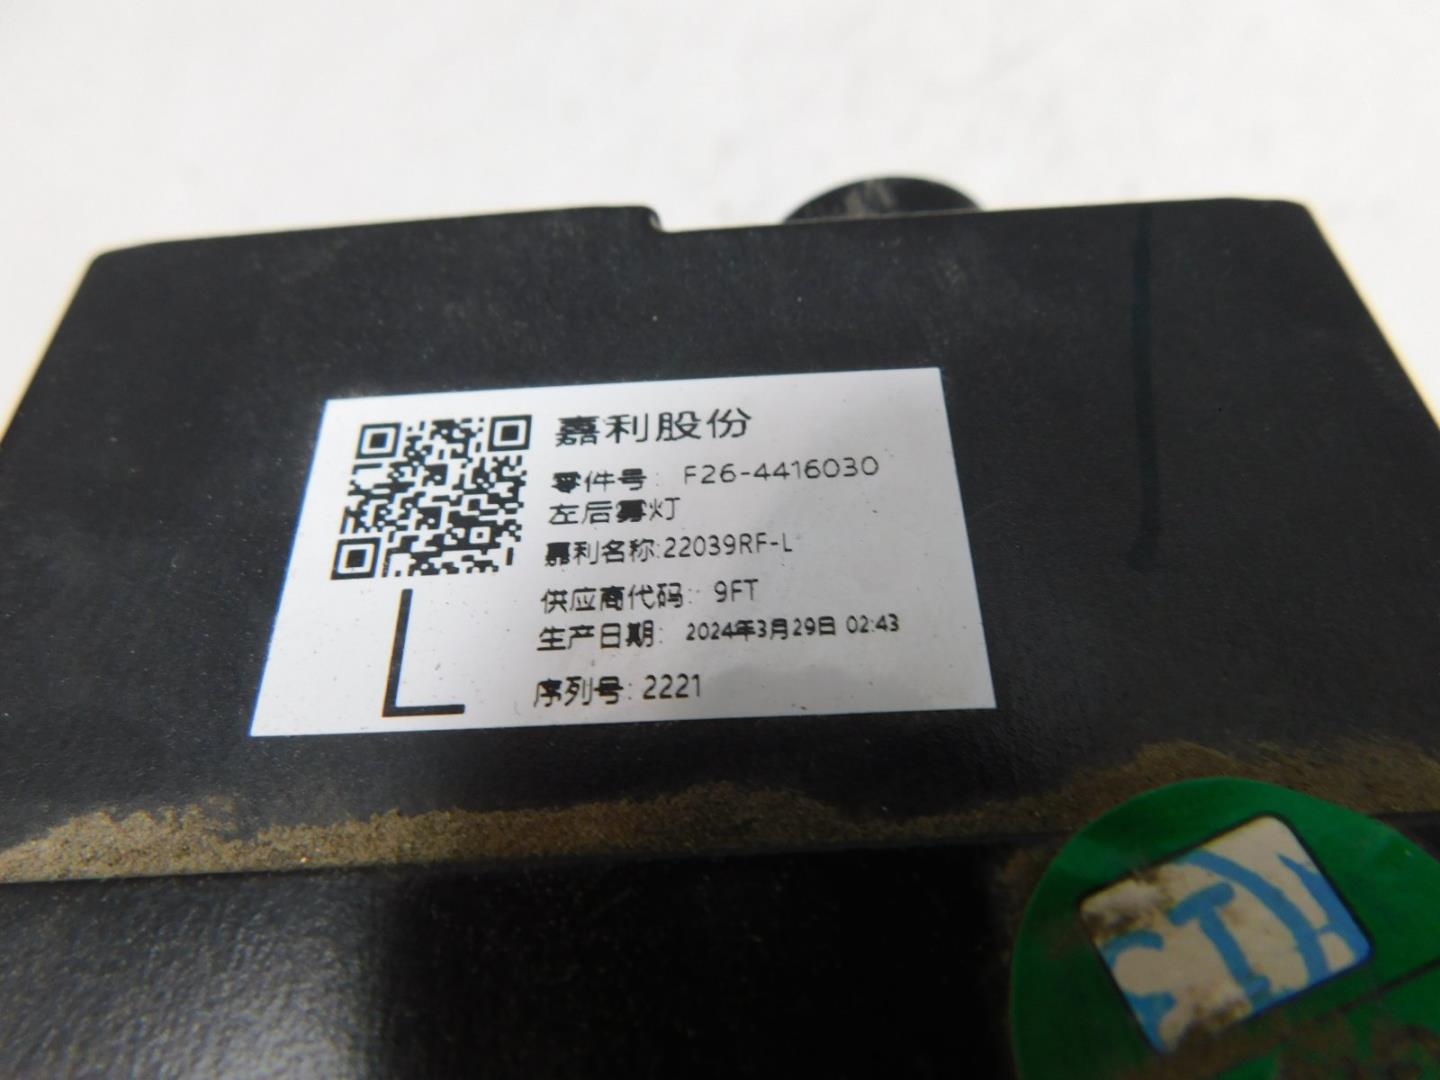 嘉利股份
零件号: F26-4416030
左后雾灯
嘉利名称:22039RF-L
供应商代码: 9FT
生产日期: 2024年3月29日 02:43
序列号: 2221
L